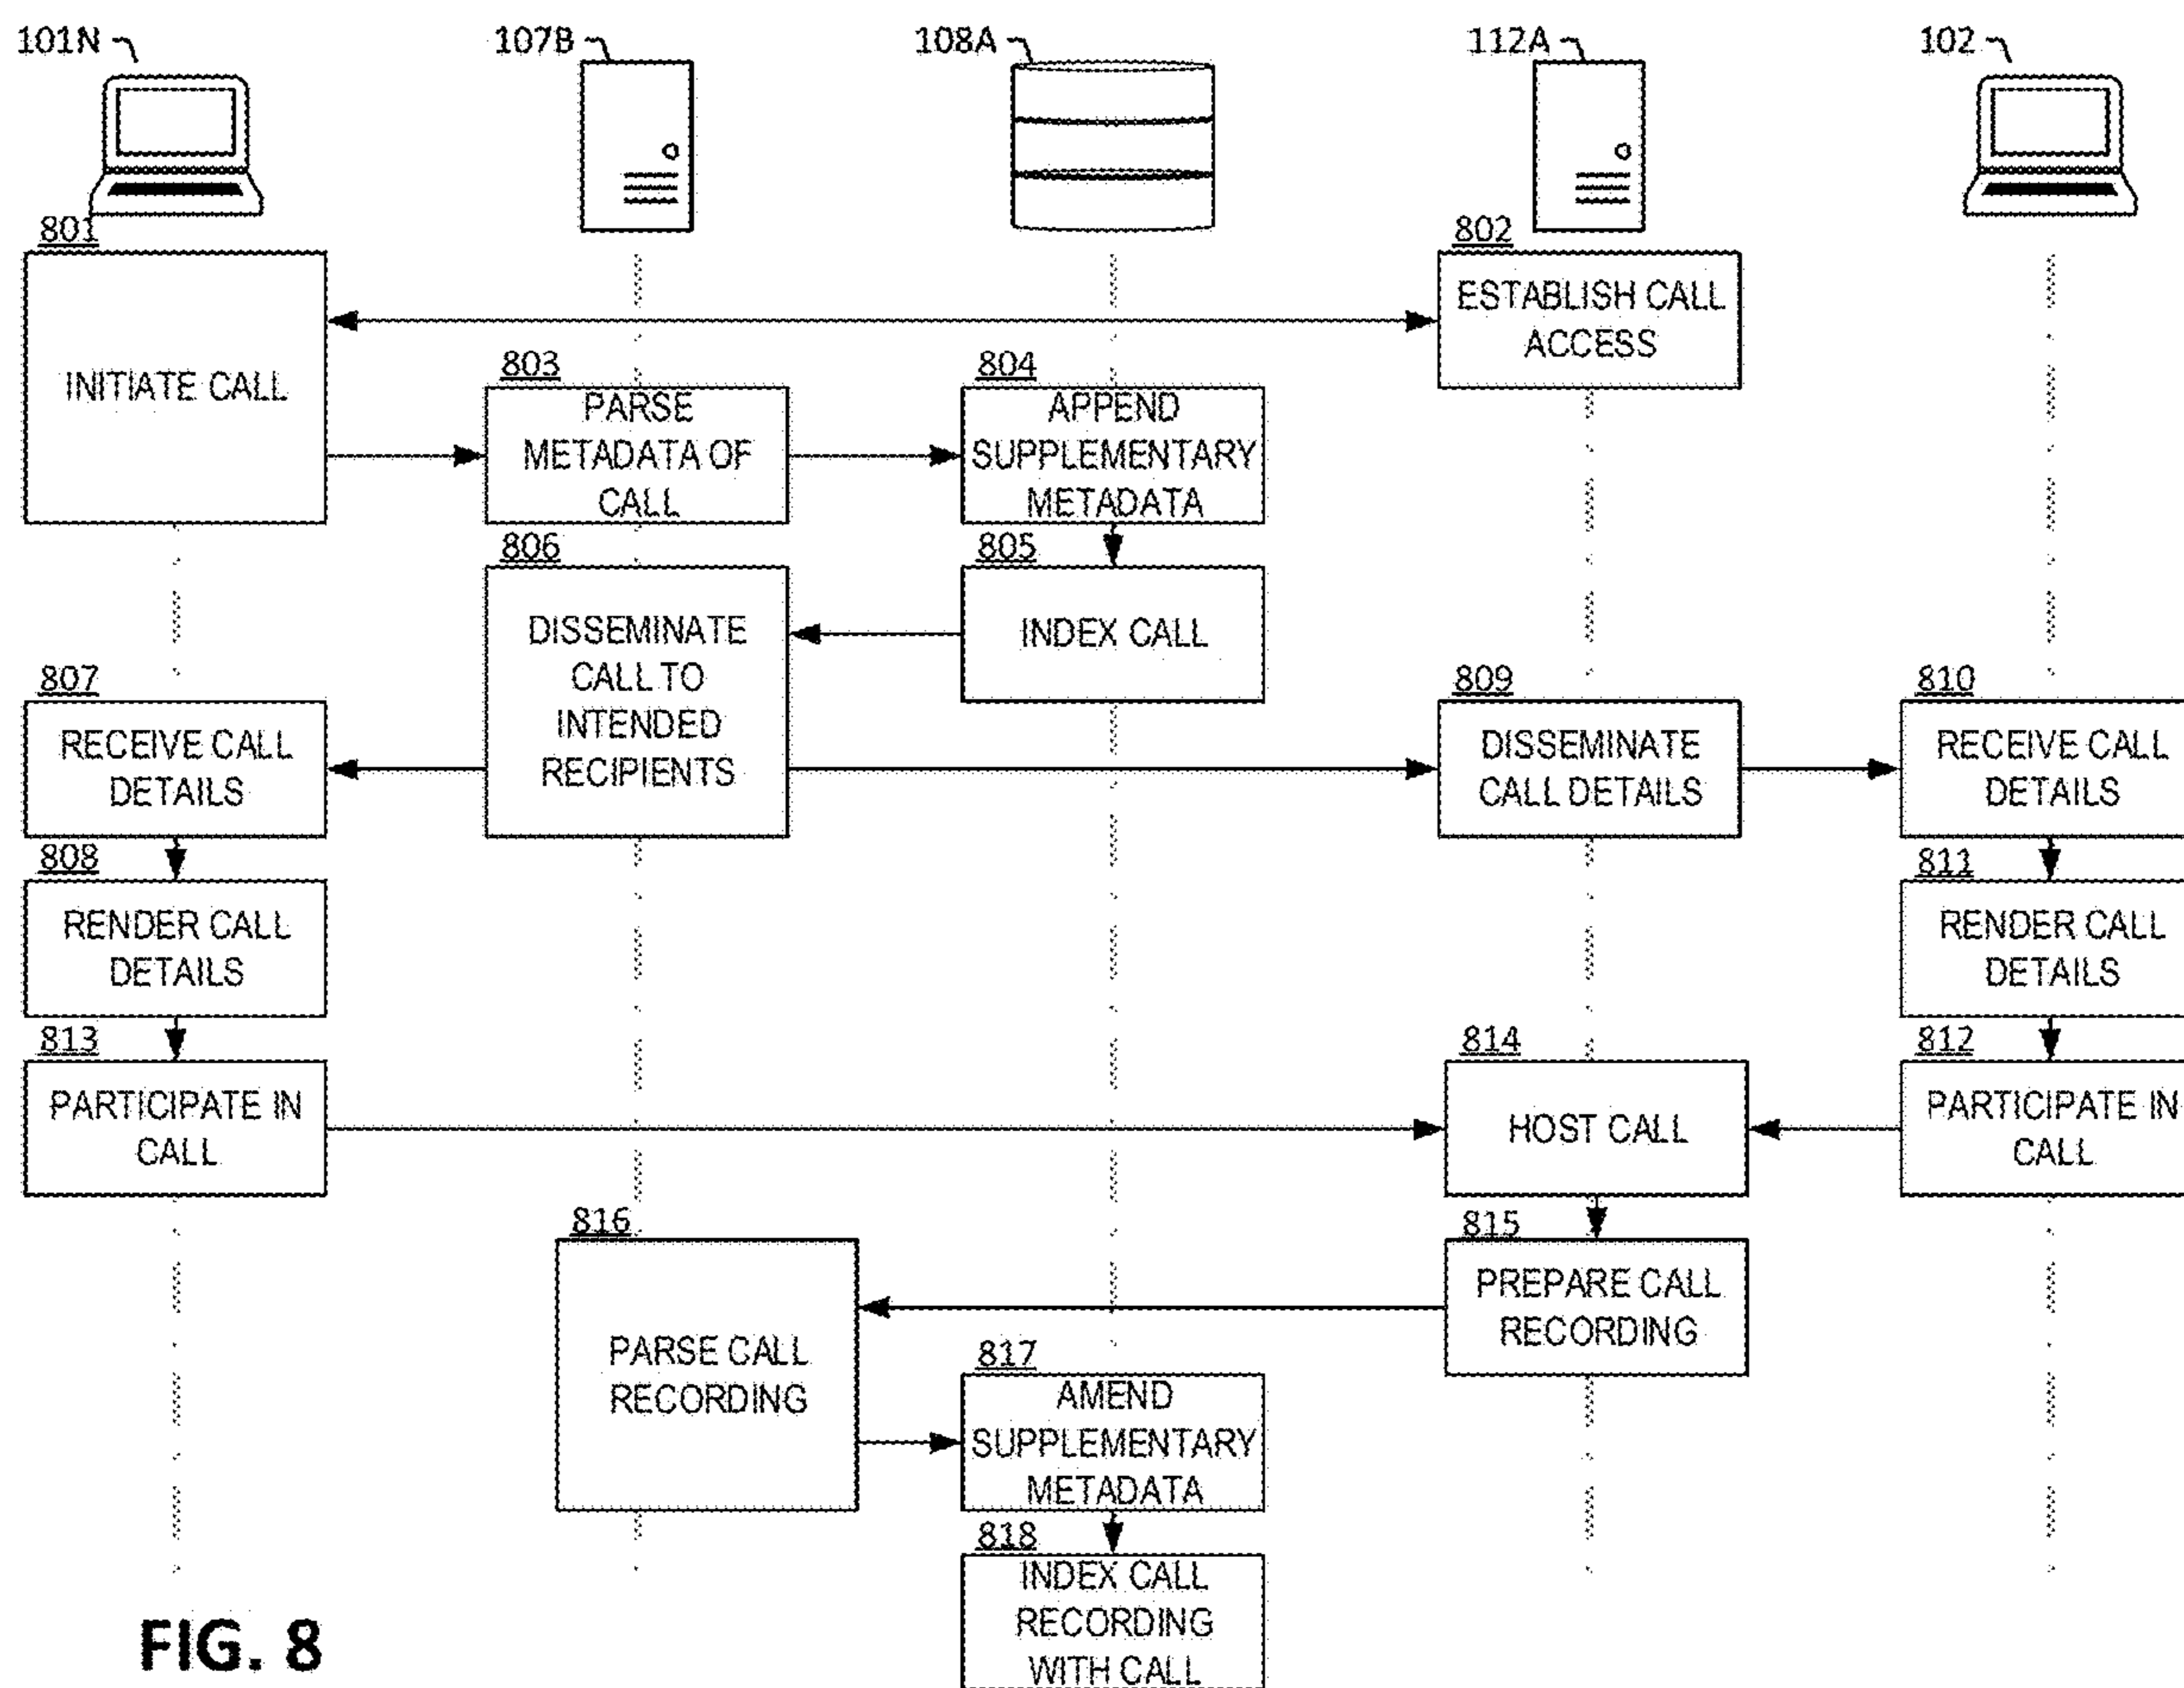 101N
107B
108A
112A
102
801
802
INITIATE CALL
ESTABLISH CALL
ACCESS
803
PARSE
METADATA OF
CALL
804
APPEND
SUPPLEMENTARY
METADATA
806
DISSEMINATE
CALL TO
INTENDED
RECIPIENTS
805
INDEX CALL
807
RECEIVE CALL
DETAILS
809
DISSEMINATE
CALL DETAILS
810
RECEIVE CALL
DETAILS
808
RENDER CALL
DETAILS
811
RENDER CALL
DETAILS
813
PARTICIPATE IN
CALL
814
HOST CALL
812
PARTICIPATE IN
CALL
816
PARSE CALL
RECORDING
815
PREPARE CALL
RECORDING
817
AMEND
SUPPLEMENTARY
METADATA
818
INDEX CALL
RECORDING
WITH CALL
FIG. 8